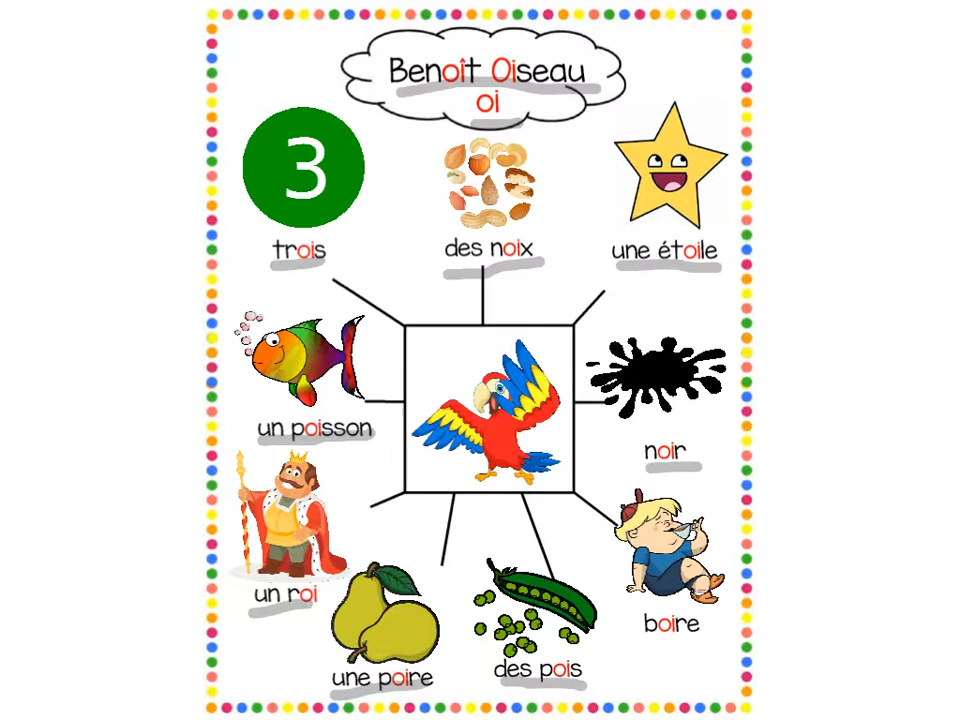 Benoît Oiseau
oi
3
trois
des noix
une étoile
un poisson
noir
un roi
boire
une poire
des pois